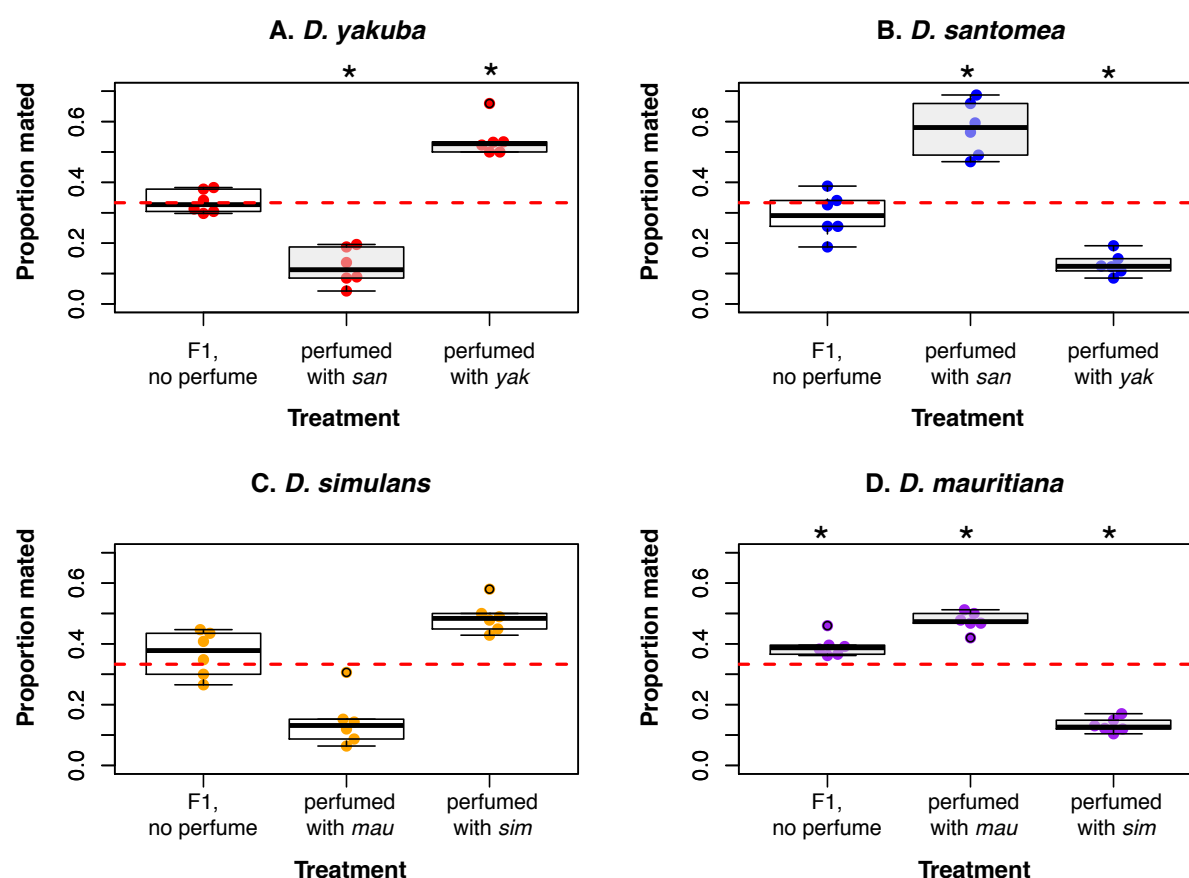 A. D. yakuba
* *
Proportion mated
0.0 0.2 0.4 0.6
F1,
no perfume
perfumed
with san
perfumed
with yak
Treatment
B. D. santomea
* *
Proportion mated
0.0 0.2 0.4 0.6
F1,
no perfume
perfumed
with san
perfumed
with yak
Treatment
C. D. simulans
Proportion mated
0.0 0.2 0.4 0.6
F1,
no perfume
perfumed
with mau
perfumed
with sim
Treatment
D. D. mauritiana
* * *
Proportion mated
0.0 0.2 0.4 0.6
F1,
no perfume
perfumed
with mau
perfumed
with sim
Treatment